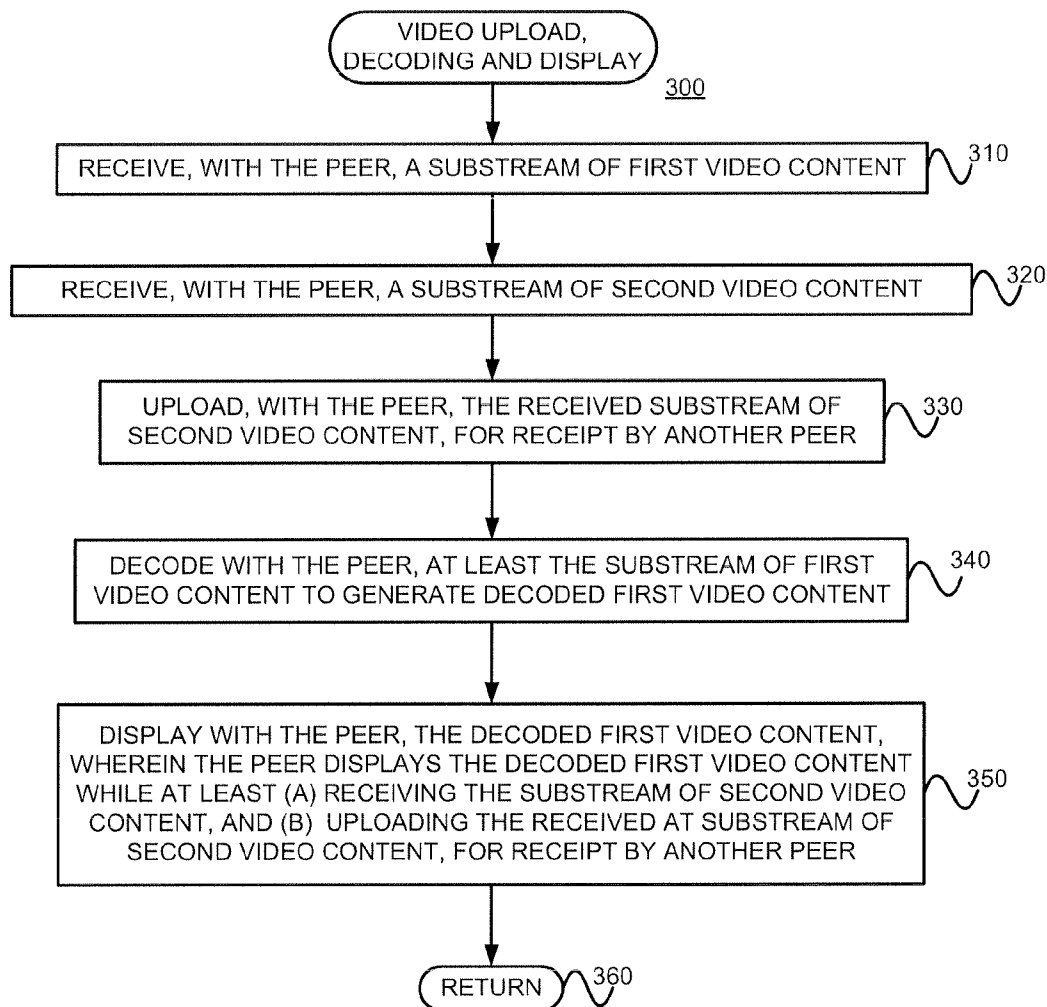 VIDEO UPLOAD,
DECODING AND DISPLAY
300
RECEIVE, WITH THE PEER, A SUBSTREAM OF FIRST VIDEO CONTENT
310
RECEIVE, WITH THE PEER, A SUBSTREAM OF SECOND VIDEO CONTENT
320
UPLOAD, WITH THE PEER, THE RECEIVED SUBSTREAM OF
SECOND VIDEO CONTENT, FOR RECEIPT BY ANOTHER PEER
330
DECODE WITH THE PEER, AT LEAST THE SUBSTREAM OF FIRST
VIDEO CONTENT TO GENERATE DECODED FIRST VIDEO CONTENT
340
DISPLAY WITH THE PEER, THE DECODED FIRST VIDEO CONTENT,
WHEREIN THE PEER DISPLAYS THE DECODED FIRST VIDEO CONTENT
WHILE AT LEAST (A) RECEIVING THE SUBSTREAM OF SECOND VIDEO
CONTENT, AND (B) UPLOADING THE RECEIVED AT SUBSTREAM OF
SECOND VIDEO CONTENT, FOR RECEIPT BY ANOTHER PEER
350
RETURN
360